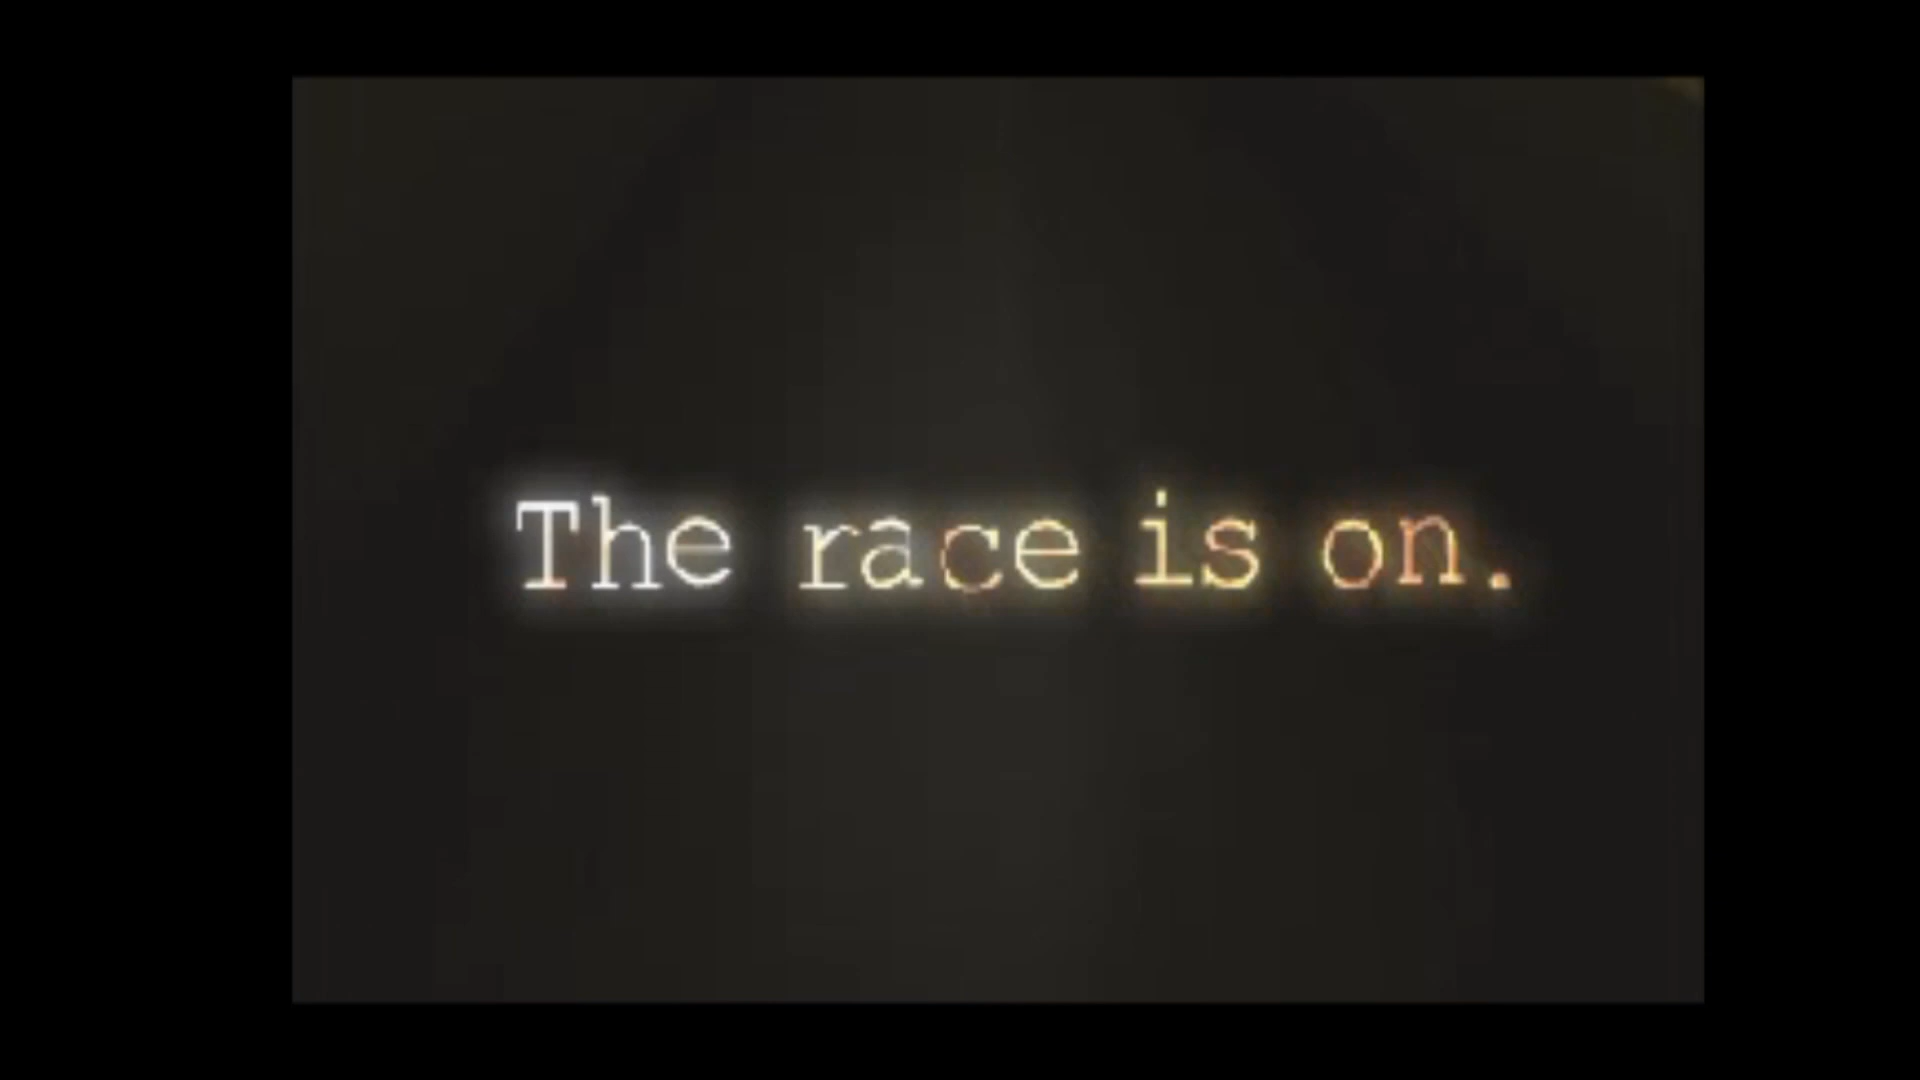 The race is on.